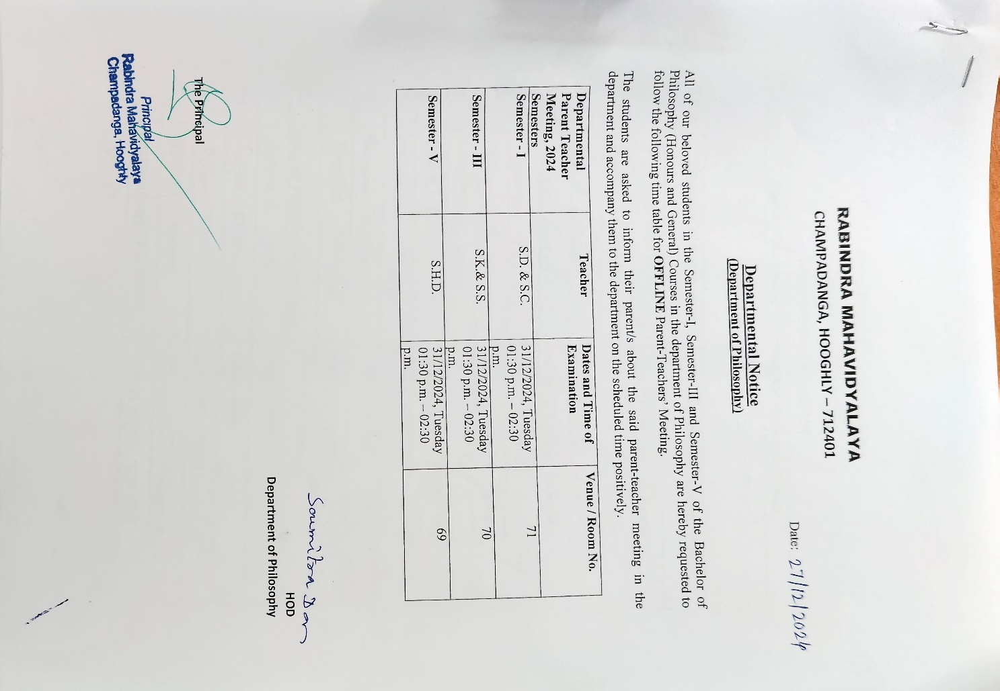 RABINDRA MAHAVIDYALAYA
CHAMPADANGA, HOOGHLY – 712401
Date: 27/12/2024
Departmental Notice
(Department of Philosophy)
All of our beloved students in the Semester-I, Semester-III and Semester-V of the Bachelor of
Philosophy (Honours and General) Courses in the department of Philosophy are hereby requested to
follow the following time table for OFFLINE Parent-Teachers' Meeting.
The students are asked to inform their parent/s about the said parent-teacher meeting in the
department and accompany them to the department on the scheduled time positively.
Departmental
Parent Teacher
Meeting, 2024
Semesters
Teacher
Dates and Time of
Examination
Venue / Room No.
Semester - I
S.D. & S.C.
31/12/2024, Tuesday
01:30 p.m. – 02:30
p.m.
71
Semester - III
S.K.& S.S.
31/12/2024, Tuesday
01:30 p.m. – 02:30
p.m.
70
Semester - V
S.H.D.
31/12/2024, Tuesday
01:30 p.m. – 02:30
p.m.
69
Soumitra Dan
HOD
Department of Philosophy
The Principal
Principal
Rabindra Mahavidyalaya
Champadanga, Hooghly